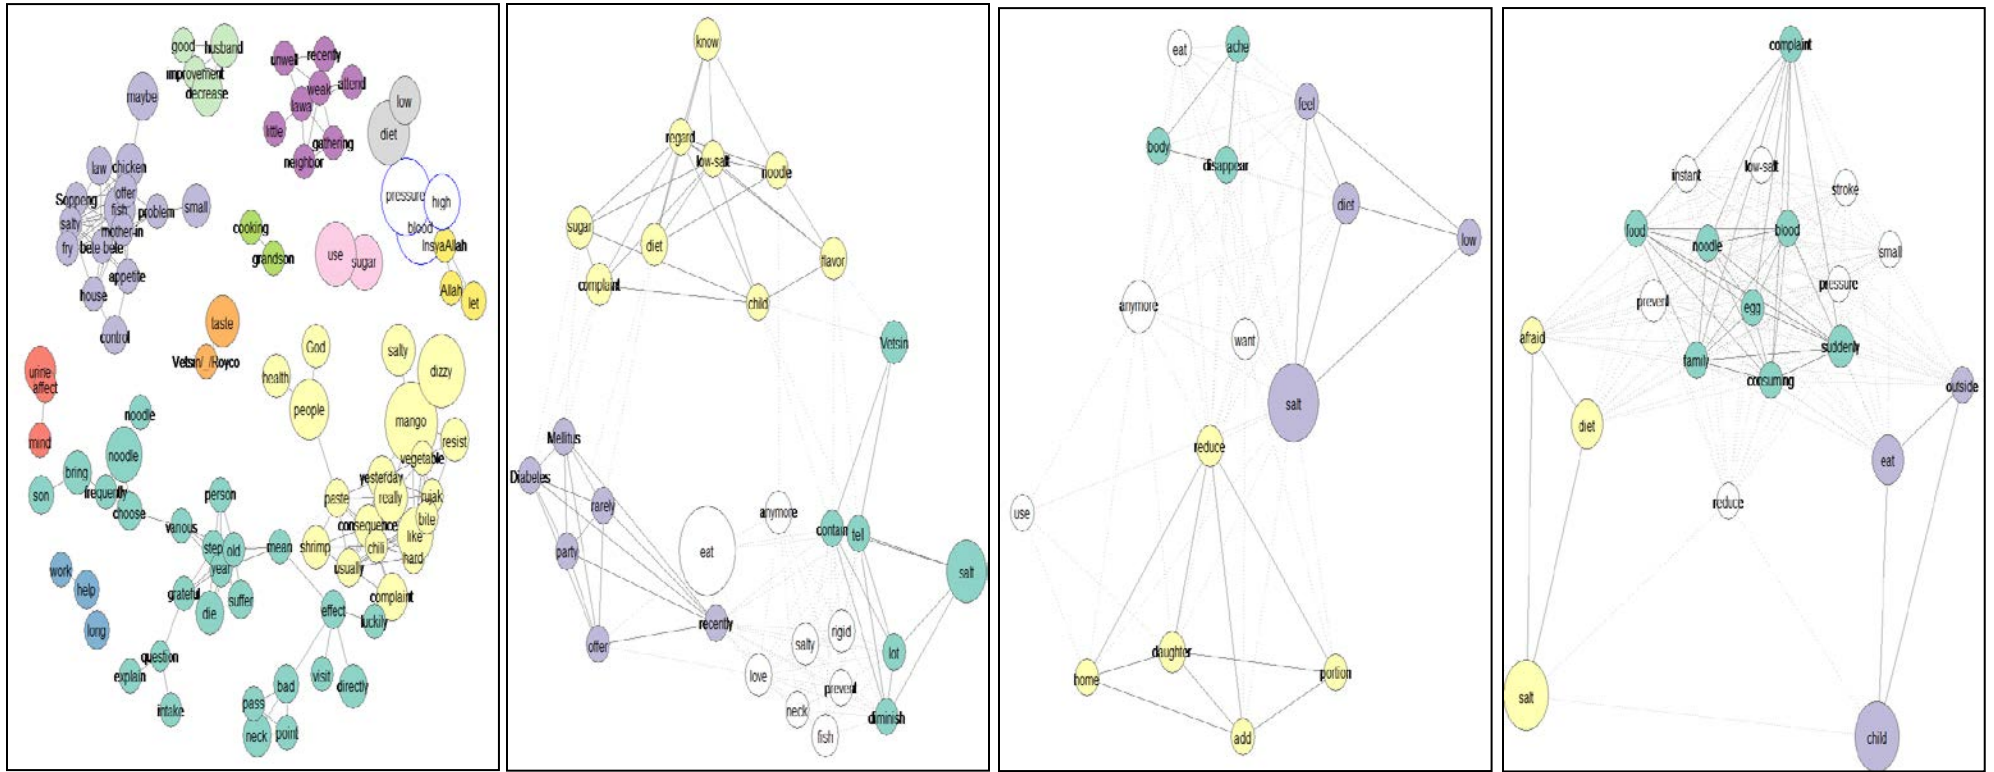 good
husband
improvement
decrease
unwell
recently
weak
attend
lawa
little
gathering
neighbor
low
diet
maybe
law
chicken
offer
Soppeng
fish
salty
problem
small
mother-in
fry
bele bele
appetite
house
control
pressure
high
blood
InsyaAllah
Allah
let
cooking
grandson
use
sugar
taste
Vetsin/_/Royco
urine
affect
mind
God
salty
dizzy
health
people
mango
resist
vegetable
yesterday
paste
really
rujak
consequence
bite
like
shrimp
chili
hard
usually
complaint
noodle
noodle
bring
son
frequently
choose
person
various
step
old
mean
year
work
help
grateful
die
suffer
effect
luckily
long
question
explain
intake
bad
visit
directly
pass
neck
point
know
regard
low-salt
noodle
sugar
diet
flavor
complaint
child
Vetsin
Mellitus
Diabetes
rarely
party
anymore
contain
tell
eat
salt
recently
offer
salty
rigid
lot
love
prevent
neck
diminish
fish
eat
ache
feel
body
disappear
diet
low
anymore
want
salt
reduce
use
daughter
home
portion
add
complaint
instant
low-salt
stroke
food
noodle
blood
small
prevent
pressure
egg
afraid
family
suddenly
consuming
outside
diet
eat
reduce
salt
child